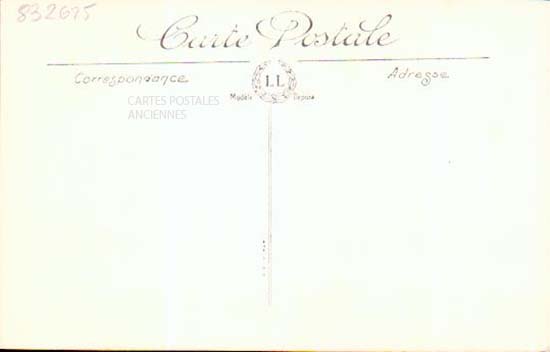 832675
Carte Postale
Correspondance
Adresse
LL
Modèle Déposé
CARTES POSTALES
ANCIENNES